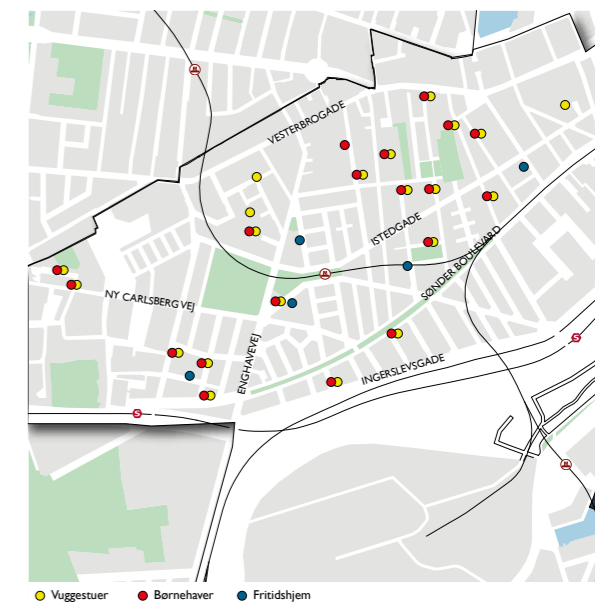 VESTERBROGADE
ISTEDGADE
SØNDER BOULEVARD
NY CARLSBERG VEJ
ENGHAVEVEJ
INGERSLEVSGADE
S
S
Vuggestuer Børnehaver Fritidshjem